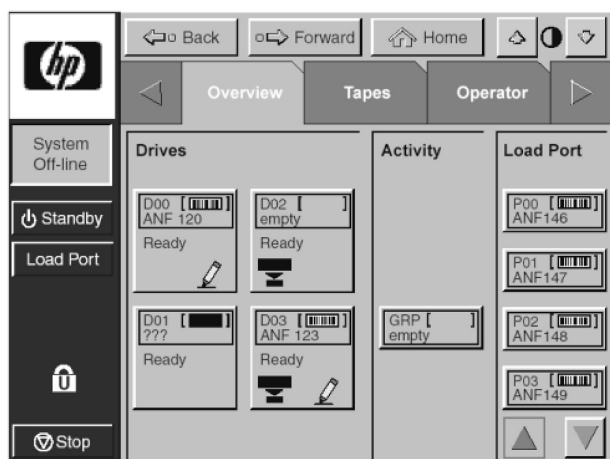 Back
Forward
Home
hp
Overview
Tapes
Operator
System
Off-line
Standby
Load Port
U
Stop
Drives
D00 [ ]
ANF 120
Ready
D02 [ ]
empty
Ready
D01 [ ]
???
Ready
D03 [ ]
ANF 123
Ready
Activity
GRP [ ]
empty
Load Port
P00 [ ]
ANF146
P01 [ ]
ANF147
P02 [ ]
ANF148
P03 [ ]
ANF149